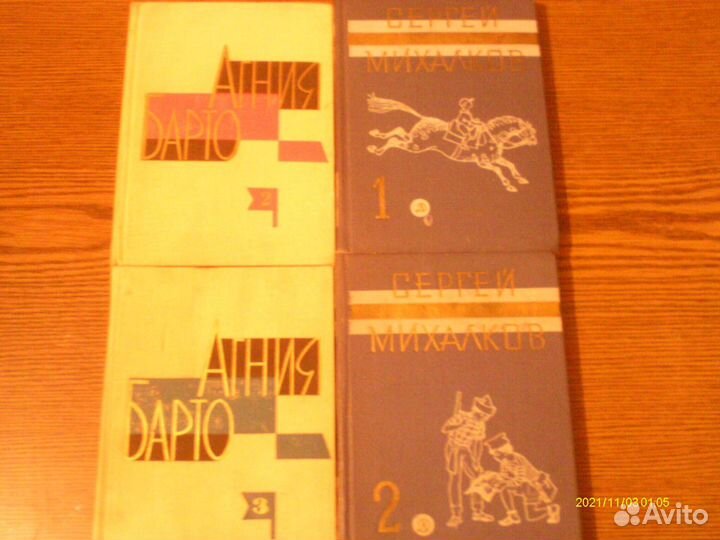 АГНИЯ
БАРТО
2
СЕРГЕЙ
МИХАЛКОВ
1
АГНИЯ
БАРТО
3
СЕРГЕЙ
МИХАЛКОВ
2
2021/11/03 01:05
Avito